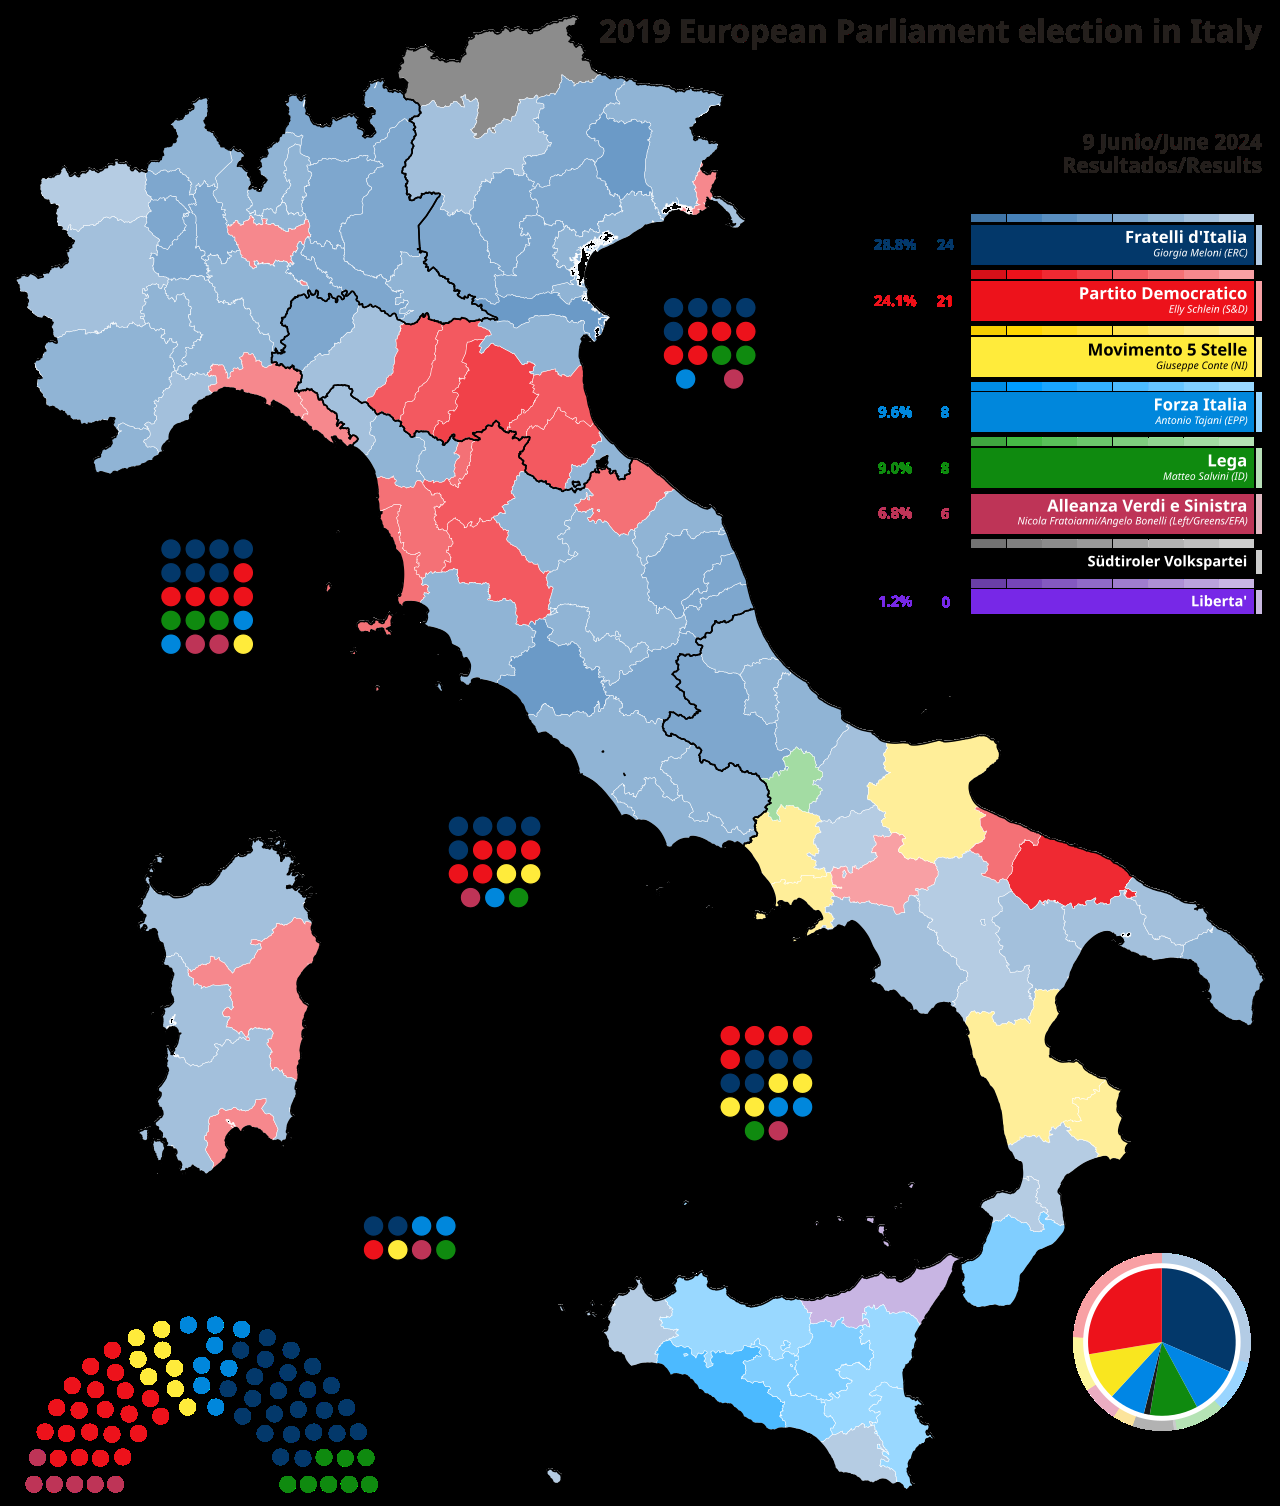 2019 European Parliament election in Italy
9 Junio/June 2024
Resultados/Results
28.8% 24 Fratelli d'Italia
Giorgia Meloni (ERC)
24.1% 21 Partito Democratico
Elly Schlein (S&D)
Movimento 5 Stelle
Giuseppe Conte (NI)
9.6% 8 Forza Italia
Antonio Tajani (EPP)
9.0% 8 Lega
Matteo Salvini (ID)
6.8% 6 Alleanza Verdi e Sinistra
Nicola Fratoianni/Angelo Bonelli (Left/Greens/EFA)
Südtiroler Volkspartei
1.2% 0 Liberta'